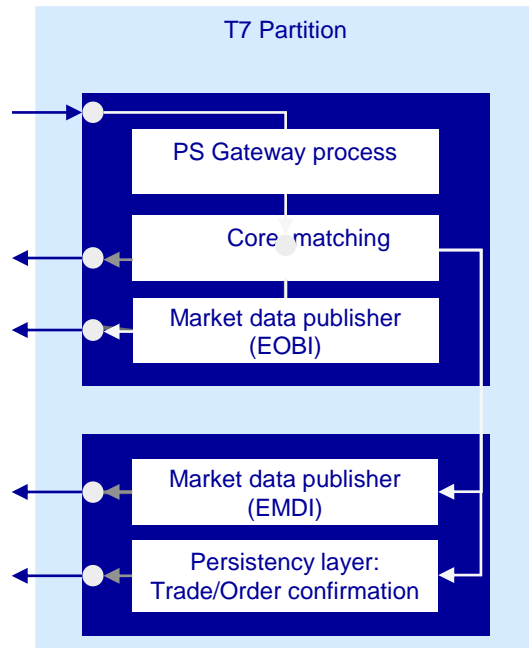 T7 Partition
PS Gateway process
Core matching
Market data publisher
(EOBI)
Market data publisher
(EMDI)
Persistency layer:
Trade/Order confirmation